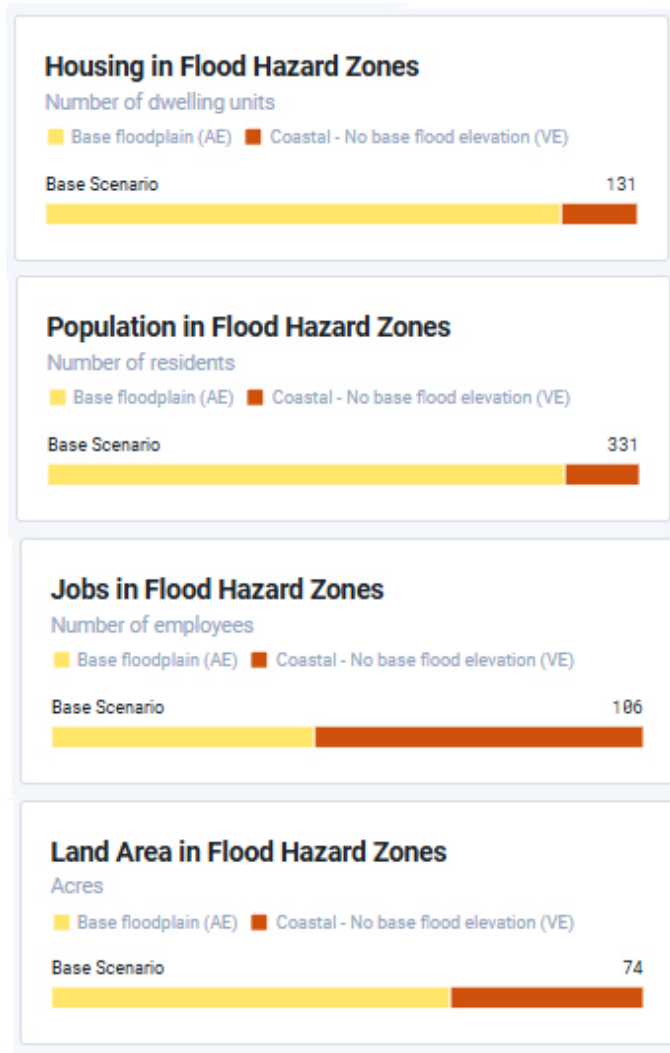 Housing in Flood Hazard Zones
Number of dwelling units
Base floodplain (AE) Coastal - No base flood elevation (VE)
Base Scenario 131
Population in Flood Hazard Zones
Number of residents
Base floodplain (AE) Coastal - No base flood elevation (VE)
Base Scenario 331
Jobs in Flood Hazard Zones
Number of employees
Base floodplain (AE) Coastal - No base flood elevation (VE)
Base Scenario 106
Land Area in Flood Hazard Zones
Acres
Base floodplain (AE) Coastal - No base flood elevation (VE)
Base Scenario 74